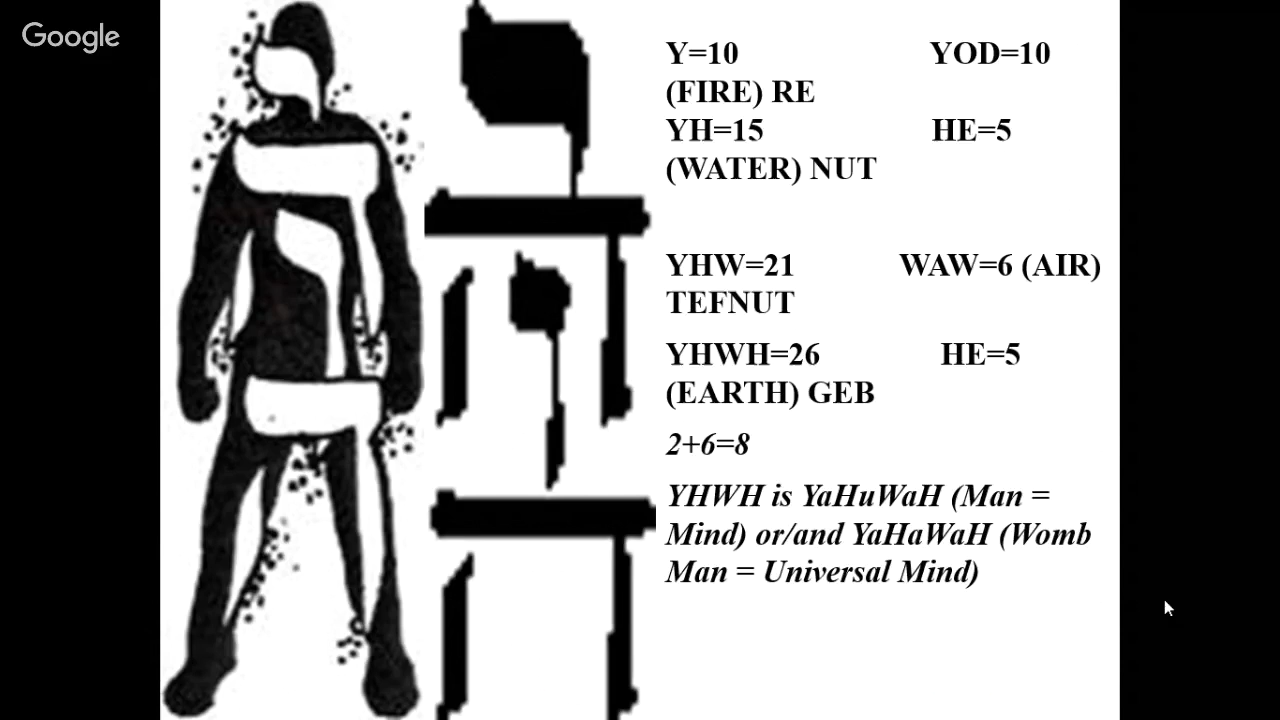 Google
י
ה
ו
ה
Y=10 YOD=10
(FIRE) RE
YH=15 HE=5
(WATER) NUT
YHW=21 WAW=6 (AIR)
TEFNUT
YHWH=26 HE=5
(EARTH) GEB
2+6=8
YHWH is YaHuWaH (Man =
Mind) or/and YaHaWaH (Womb
Man = Universal Mind)